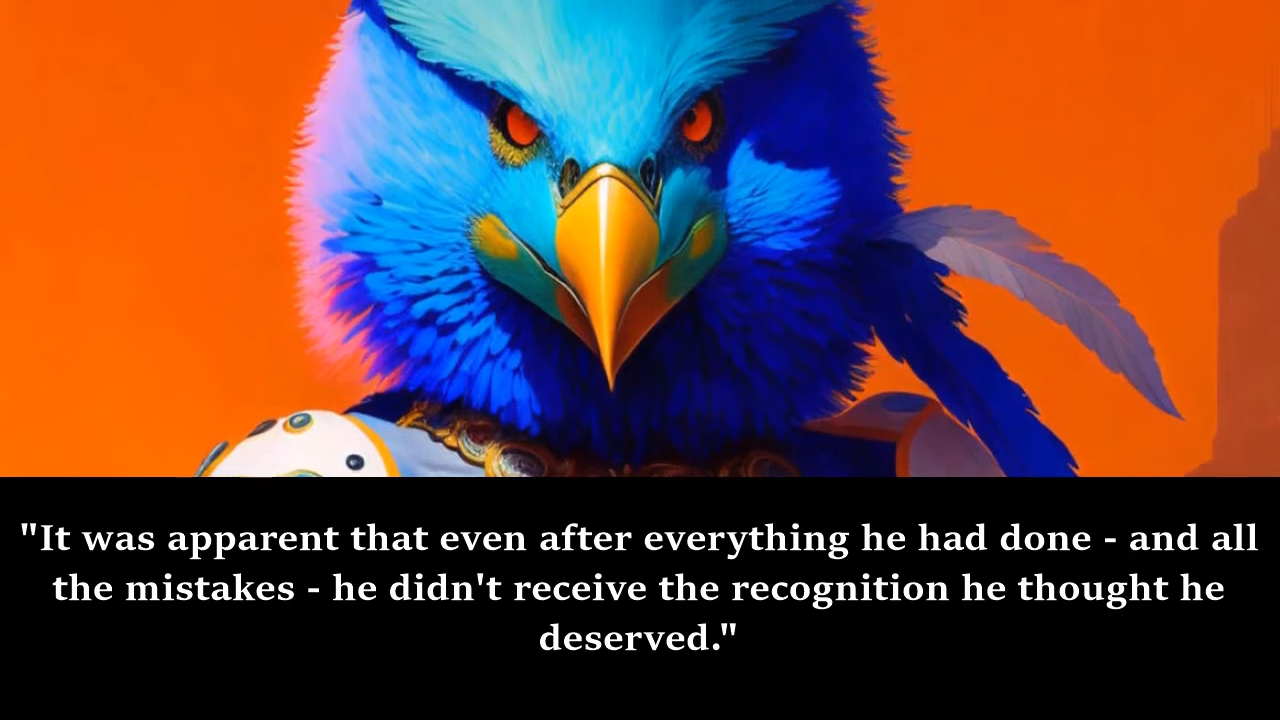 "It was apparent that even after everything he had done - and all
the mistakes - he didn't receive the recognition he thought he
deserved."